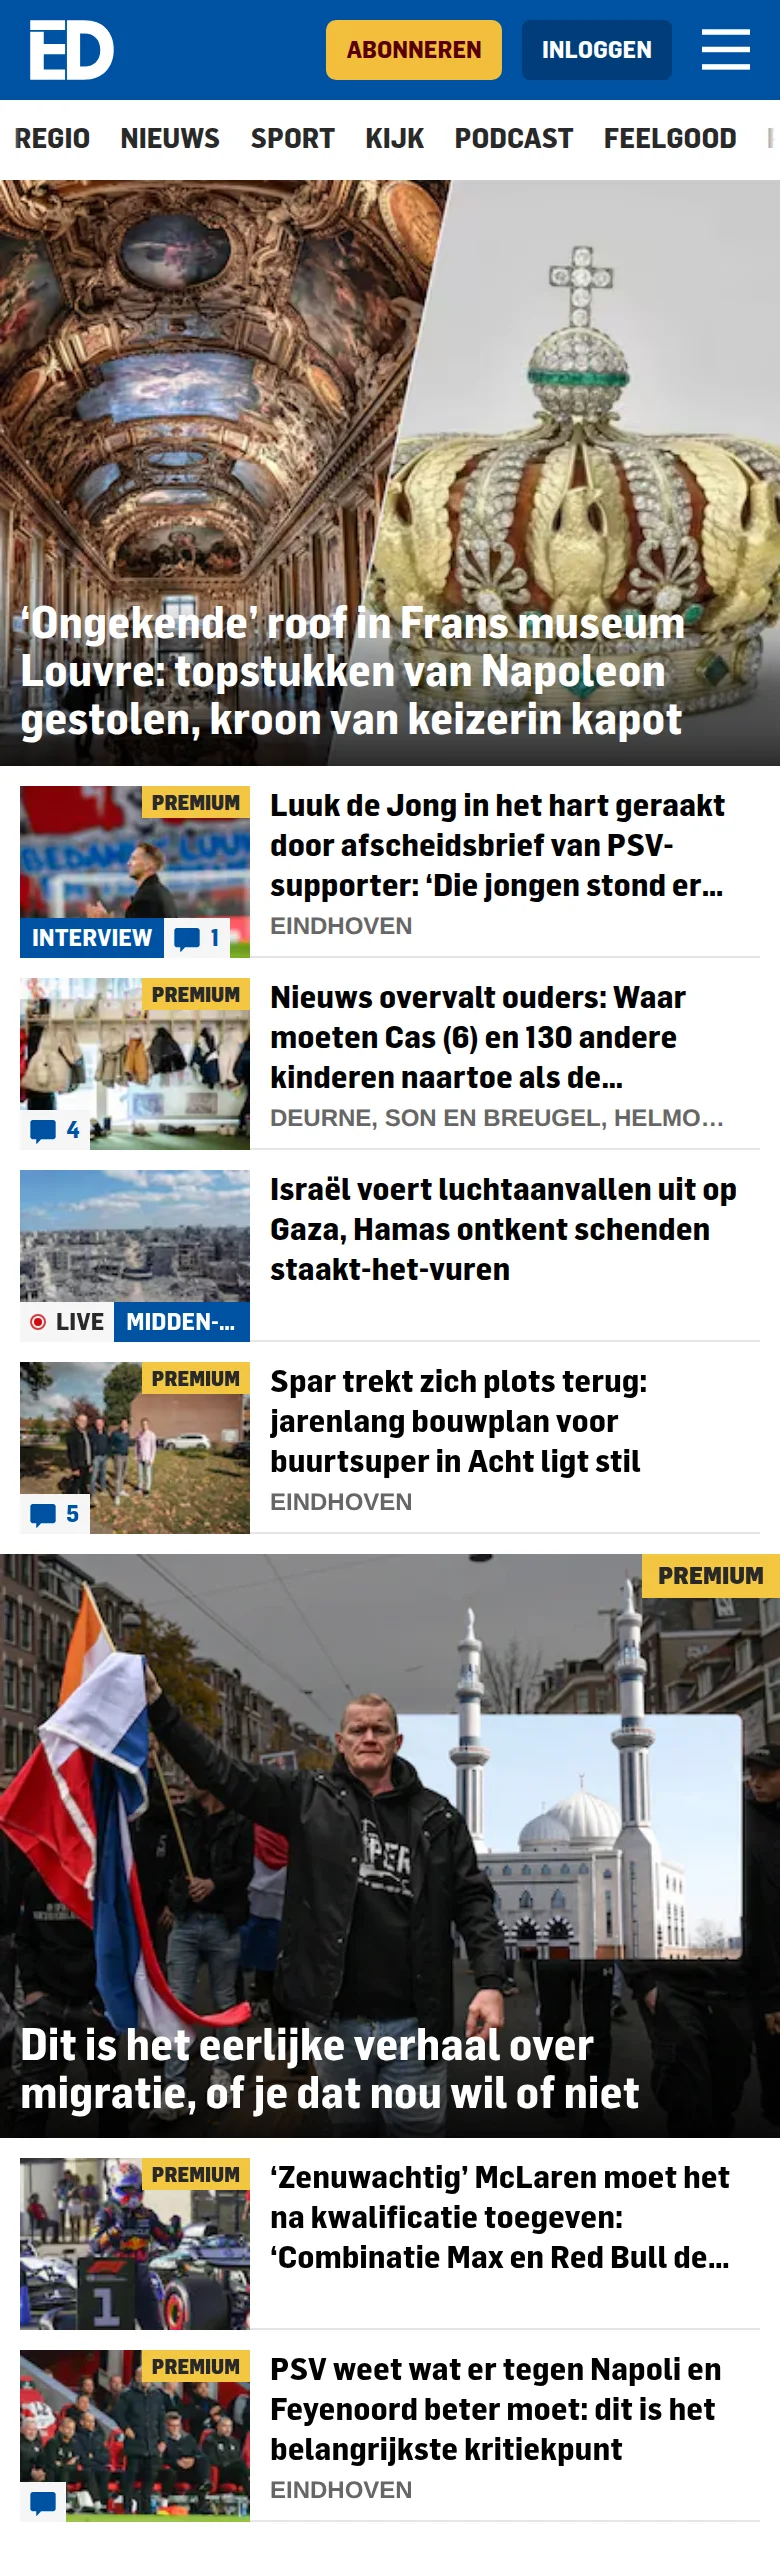 ED
ABONNEREN
INLOGGEN
REGIO NIEUWS SPORT KIJK PODCAST FEELGOOD
‘Ongekende’ roof in Frans museum
Louvre: topstukken van Napoleon
gestolen, kroon van keizerin kapot
PREMIUM
BEDANKT LUUK
INTERVIEW
1
Luuk de Jong in het hart geraakt
door afscheidsbrief van PSV-
supporter: ‘Die jongen stond er...
EINDHOVEN
PREMIUM
4
Nieuws overvalt ouders: Waar
moeten Cas (6) en 130 andere
kinderen naartoe als de...
DEURNE, SON EN BREUGEL, HELMO...
LIVE
MIDDEN-...
Israël voert luchtaanvallen uit op
Gaza, Hamas ontkent schenden
staakt-het-vuren
PREMIUM
5
Spar trekt zich plots terug:
jarenlang bouwplan voor
buurtsuper in Acht ligt stil
EINDHOVEN
PREMIUM
Dit is het eerlijke verhaal over
migratie, of je dat nou wil of niet
PREMIUM
1
‘Zenuwachtig’ McLaren moet het
na kwalificatie toegeven:
‘Combinatie Max en Red Bull de...
PREMIUM
PSV weet wat er tegen Napoli en
Feyenoord beter moet: dit is het
belangrijkste kritiekpunt
EINDHOVEN